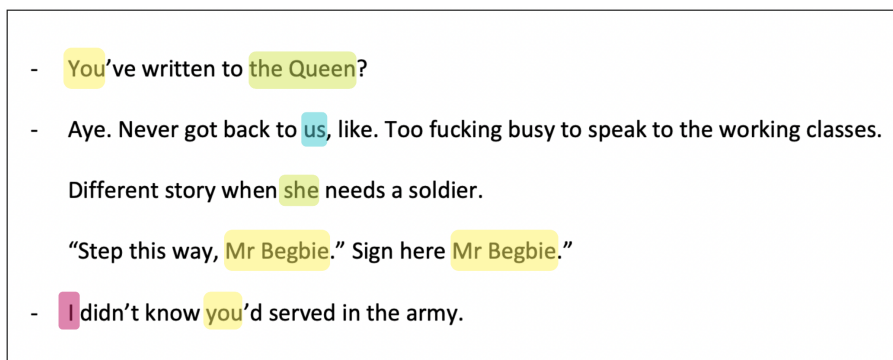 - You've written to the Queen?
- Aye. Never got back to us, like. Too fucking busy to speak to the working classes.
Different story when she needs a soldier.
“Step this way, Mr Begbie.” Sign here Mr Begbie.”
- I didn't know you'd served in the army.